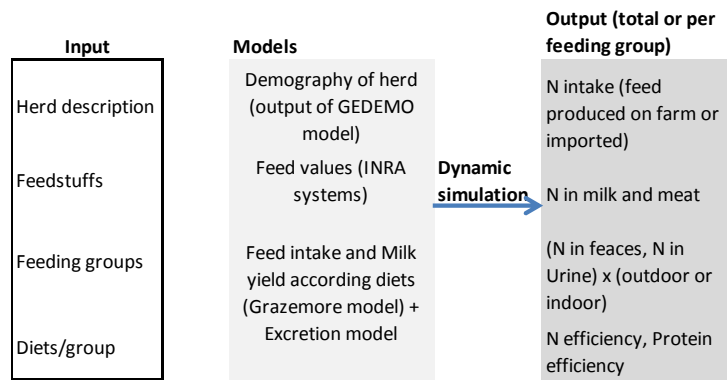 Input
Herd description
Feedstuffs
Feeding groups
Diets/group
Models
Demography of herd
(output of GEDEMO
model)
Feed values (INRA
systems)
Feed intake and Milk
yield according diets
(Grazemore model) +
Excretion model
Dynamic
simulation
Output (total or per
feeding group)
N intake (feed
produced on farm or
imported)
N in milk and meat
(N in feaces, N in
Urine) x (outdoor or
indoor)
N efficiency, Protein
efficiency